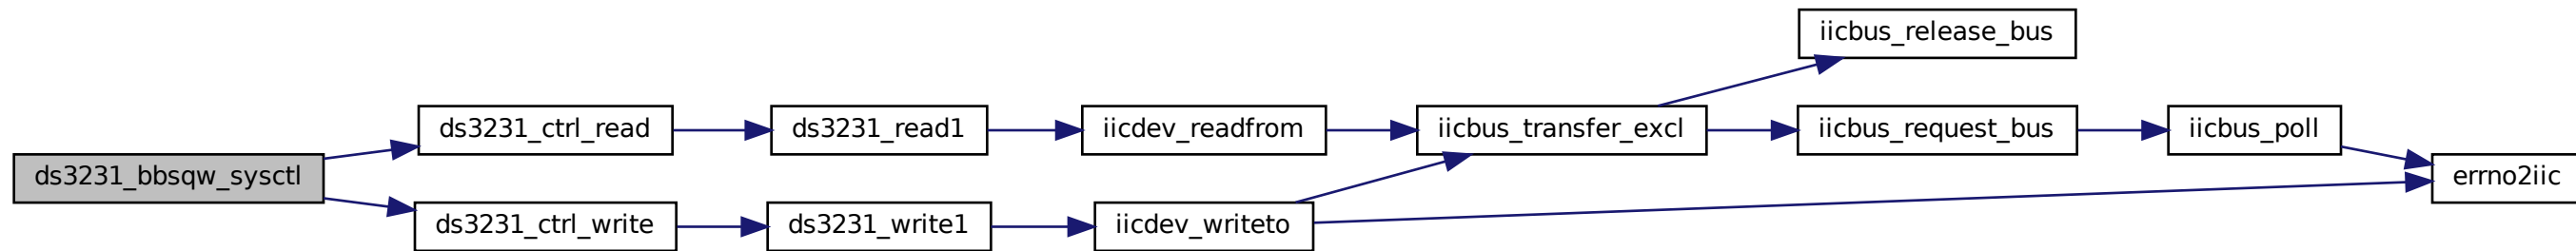 iicbus_release_bus
ds3231_ctrl_read
ds3231_read1
iicdev_readfrom
iicbus_transfer_excl
iicbus_request_bus
iicbus_poll
ds3231_bbsqw_sysctl
errno2iic
ds3231_ctrl_write
ds3231_write1
iicdev_writeto